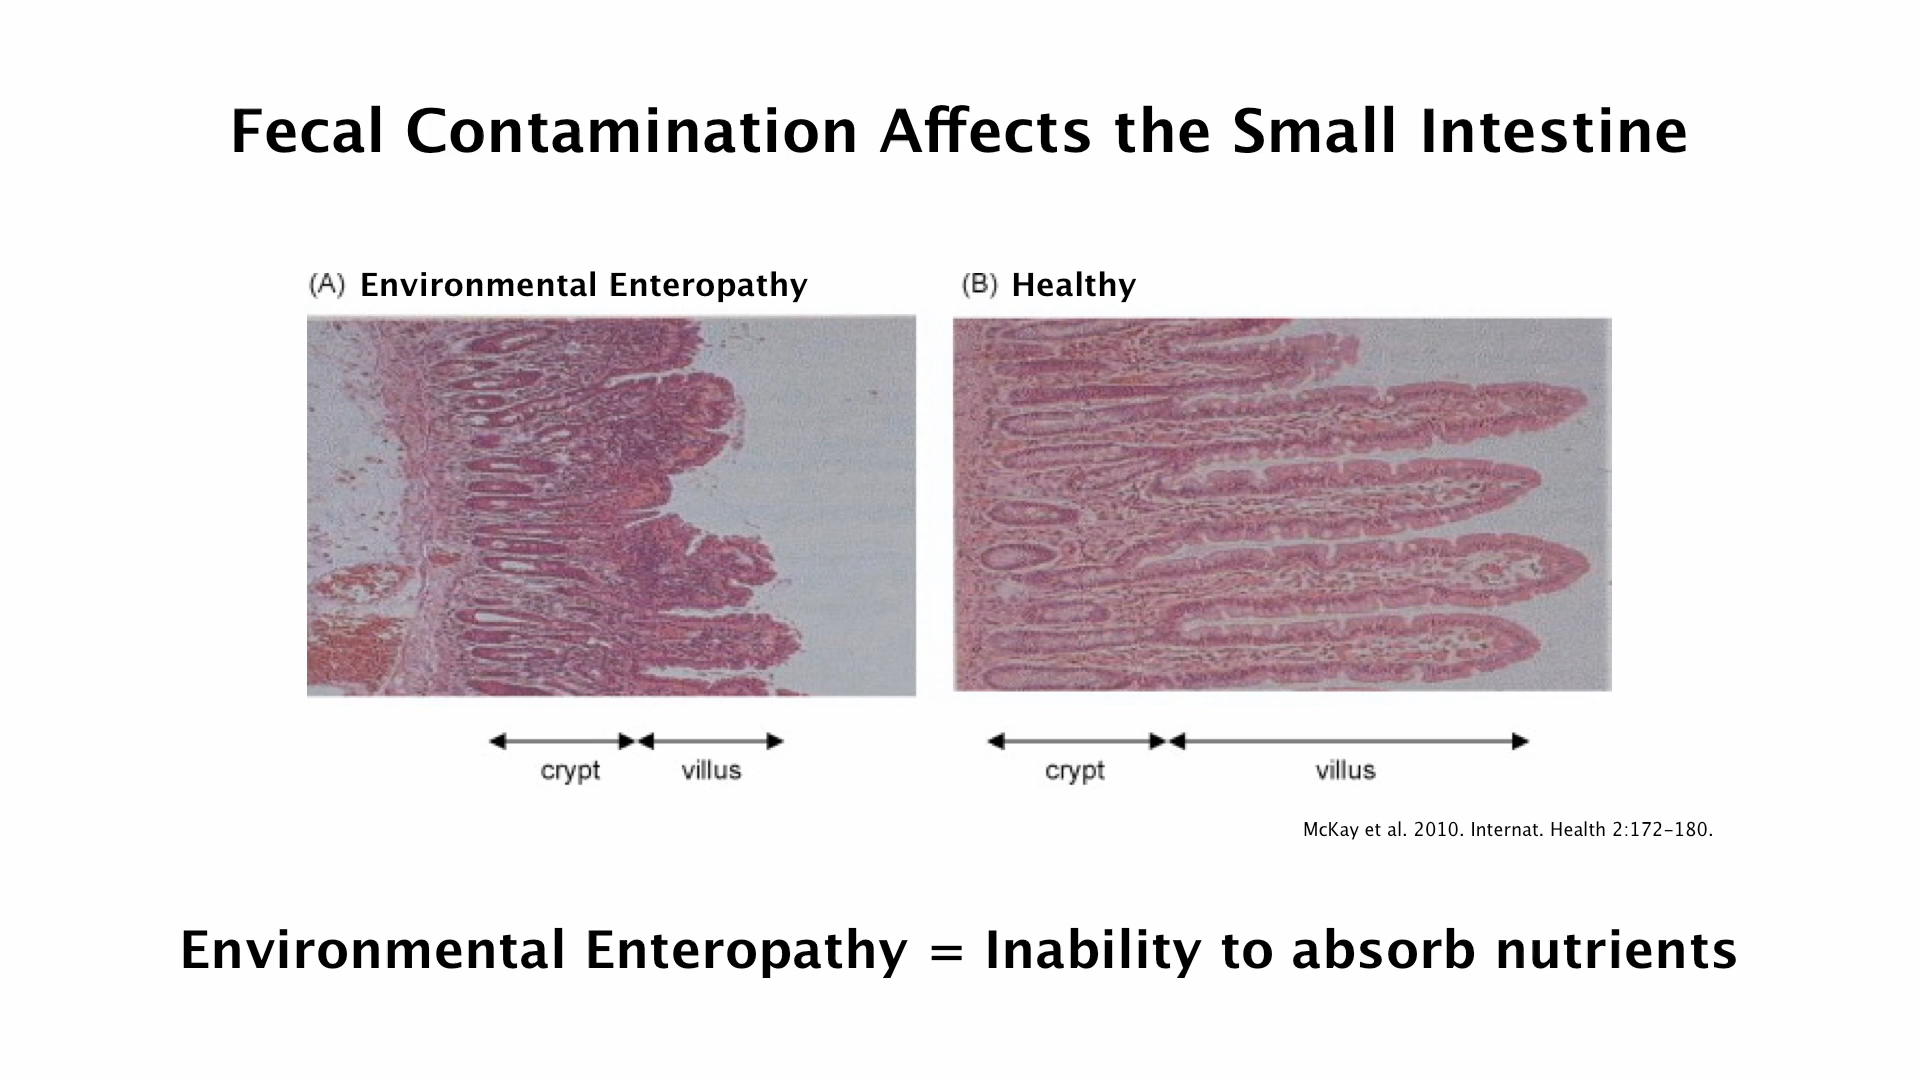 Fecal Contamination Affects the Small Intestine
(A) Environmental Enteropathy
(B) Healthy
crypt villus
crypt villus
McKay et al. 2010. Internat. Health 2:172-180.
Environmental Enteropathy = Inability to absorb nutrients